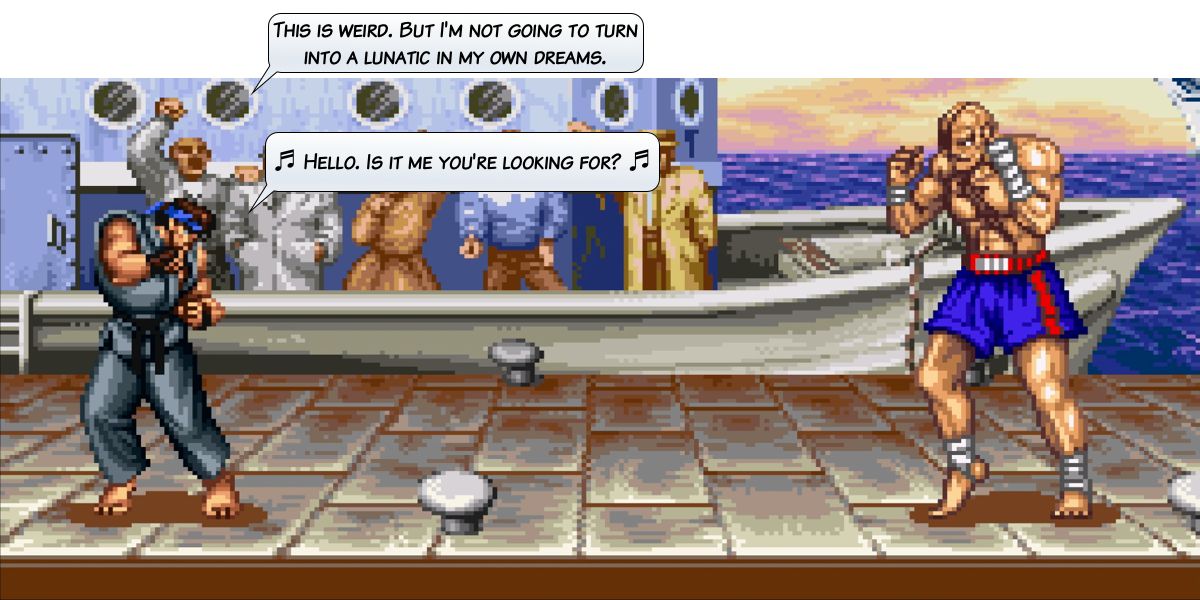 THIS IS WEIRD. BUT I'M NOT GOING TO TURN
INTO A LUNATIC IN MY OWN DREAMS.
♫ HELLO. IS IT ME YOU'RE LOOKING FOR? ♫